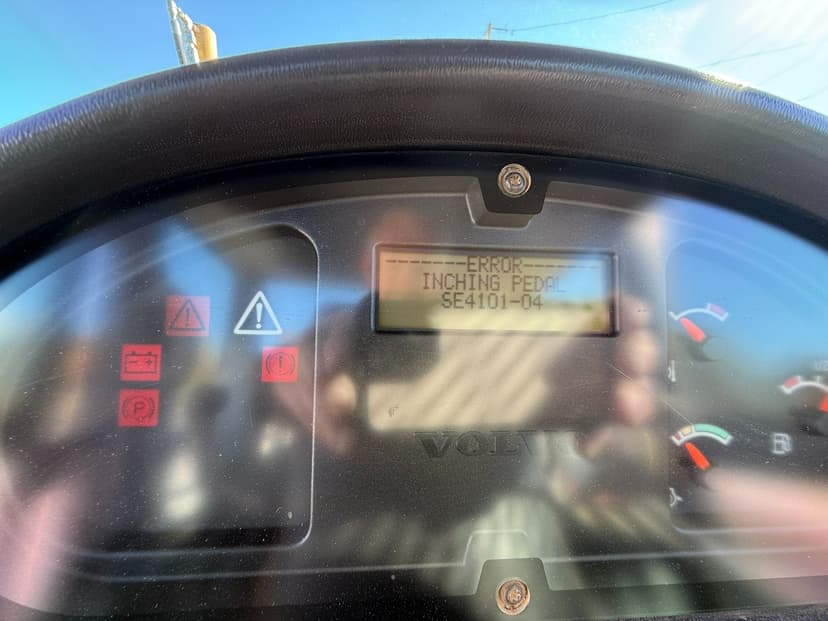 ------ERROR------
INCHING PEDAL
SE4101-04
P
VOLVO